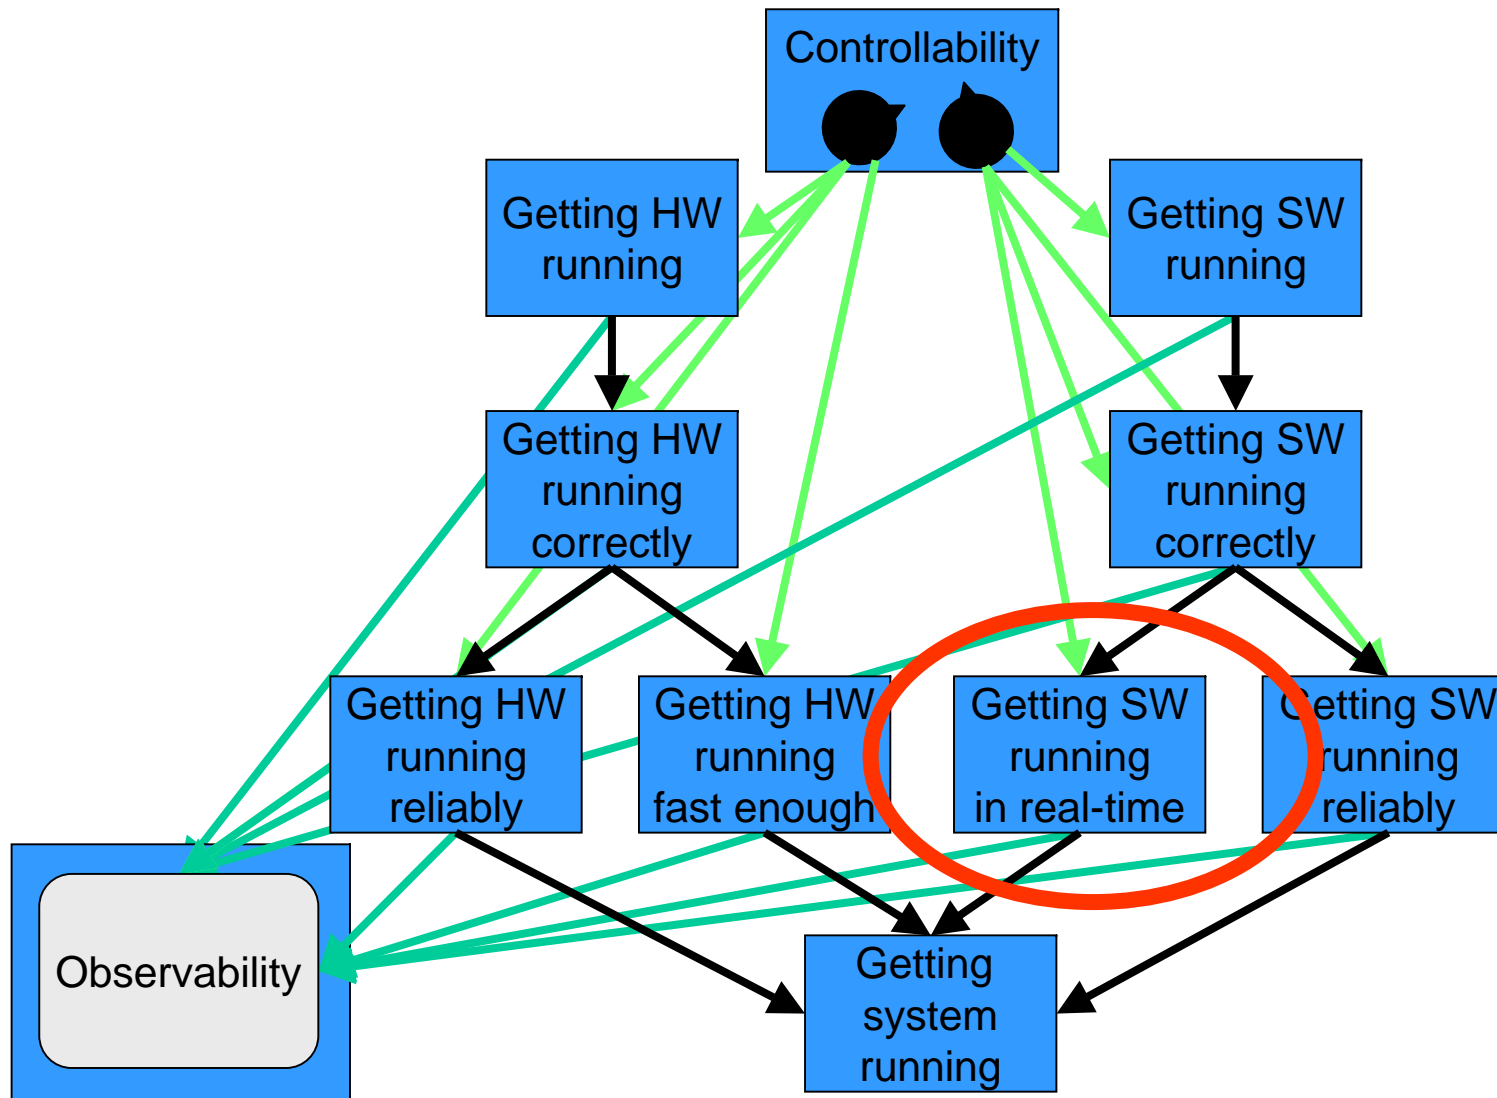 Controllability
Getting HW
running
Getting SW
running
Getting HW
running
correctly
Getting SW
running
correctly
Getting HW
running
reliably
Getting HW
running
fast enough
Getting SW
running
in real-time
Getting SW
running
reliably
Observability
Getting
system
running